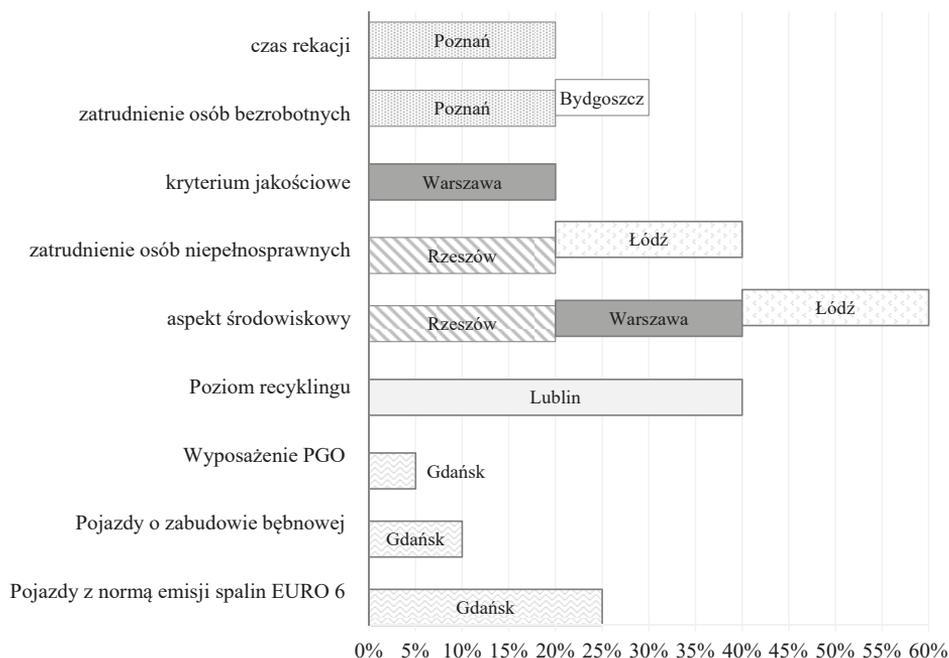 czas rekacji
Poznań
zatrudnienie osób bezrobotnych
Poznań
Bydgoszcz
kryterium jakościowe
Warszawa
zatrudnienie osób niepełnosprawnych
Rzeszów
Łódź
aspekt środowiskowy
Rzeszów
Warszawa
Łódź
Poziom recyklingu
Lublin
Wyposażenie PGO
Gdańsk
Pojazdy o zabudowie bębnowej
Gdańsk
Pojazdy z normą emisji spalin EURO 6
Gdańsk
0% 5% 10% 15% 20% 25% 30% 35% 40% 45% 50% 55% 60%